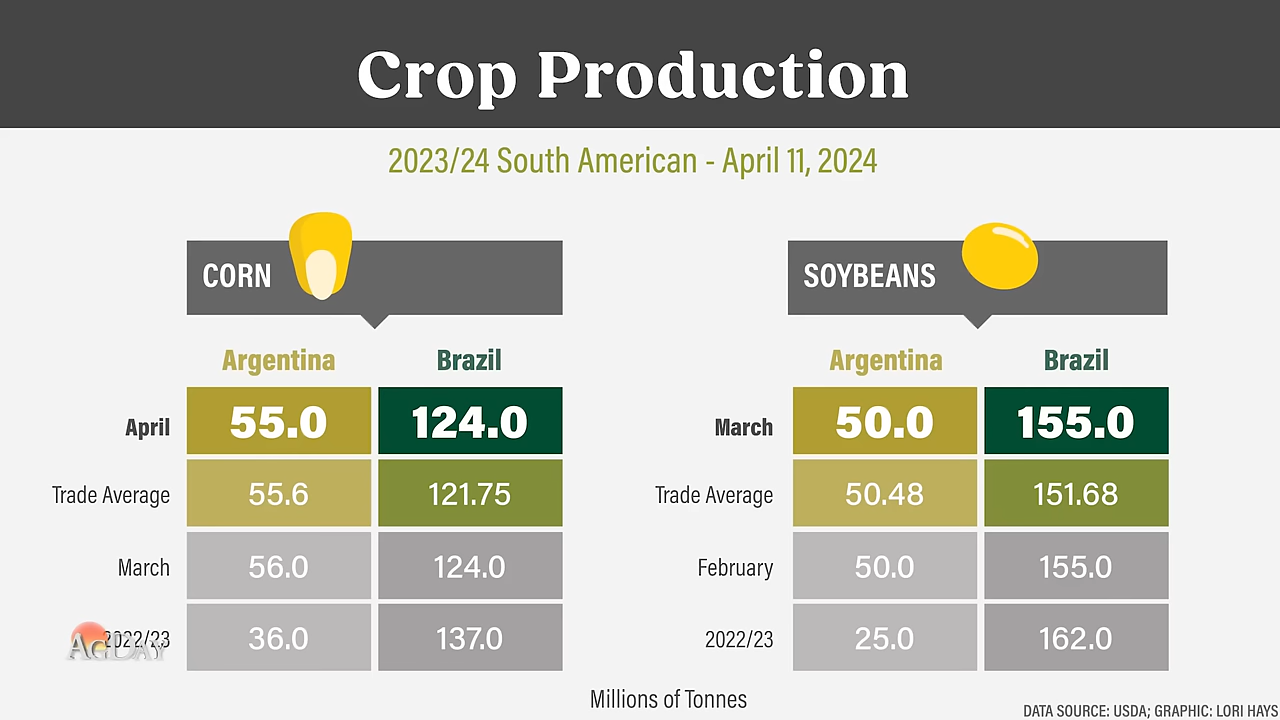 Crop Production
2023/24 South American - April 11, 2024
CORN
Argentina Brazil
April 55.0 124.0
Trade Average 55.6 121.75
March 56.0 124.0
2022/23 36.0 137.0
AGDAY
SOYBEANS
Argentina Brazil
March 50.0 155.0
Trade Average 50.48 151.68
February 50.0 155.0
2022/23 25.0 162.0
Millions of Tonnes
DATA SOURCE: USDA; GRAPHIC: LORI HAYS